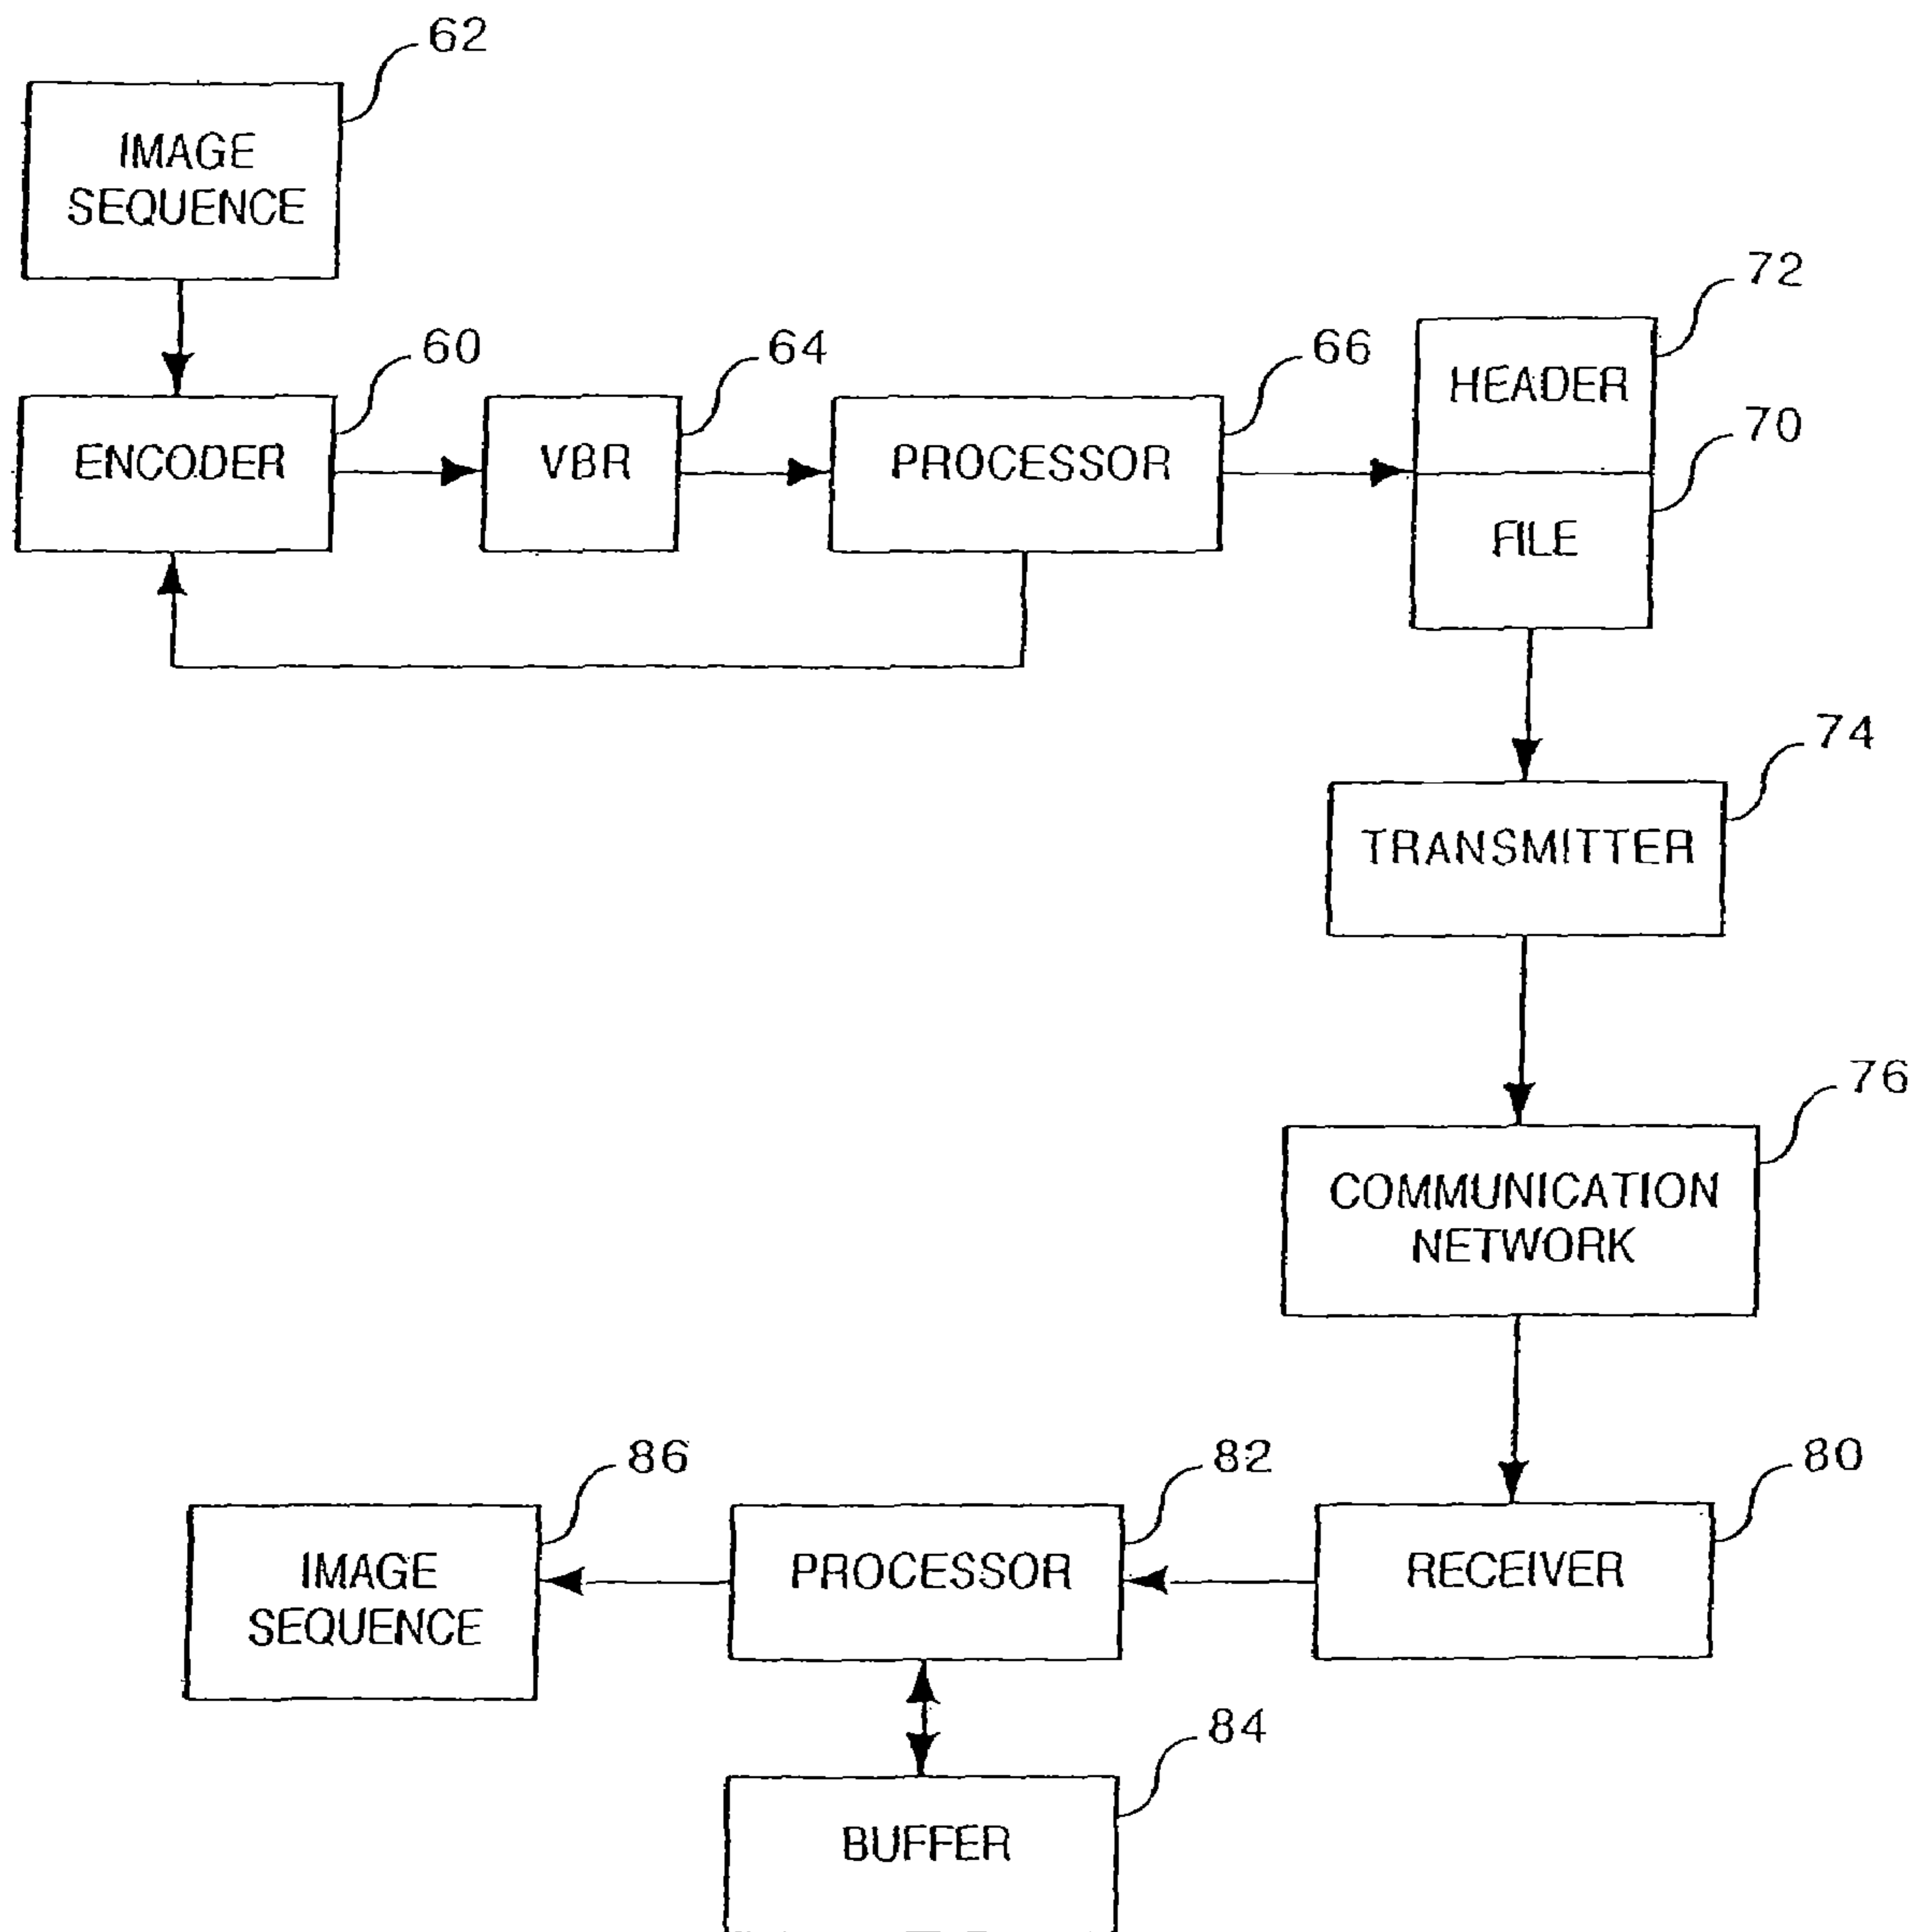 62
IMAGE
SEQUENCE
60
64
66
72
HEADER
70
ENCODER
VBR
PROCESSOR
FILE
74
TRANSMITTER
76
COMMUNICATION
NETWORK
86
82
80
IMAGE
SEQUENCE
PROCESSOR
RECEIVER
84
BUFFER